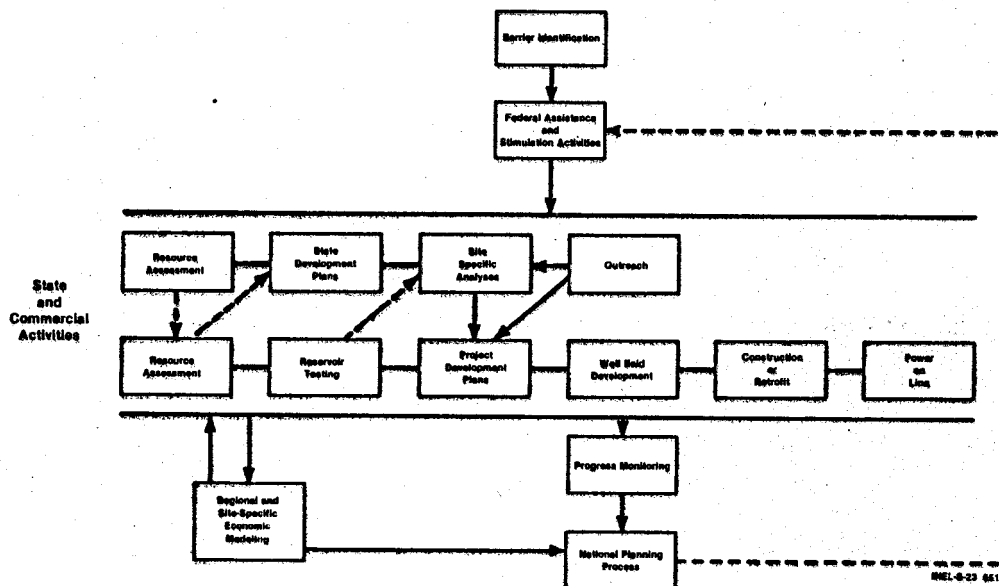 Barrier Identification
Federal Assistance
and
Stimulation Activities
State
and
Commercial
Activities
Resource
Assessment
State
Development
Plans
Site
Specific
Analyses
Outreach
Resource
Assessment
Reservoir
Testing
Project
Development
Plans
Well Field
Development
Construction
or
Retrofit
Power
on
Line
Regional and
Site-Specific
Economic
Modeling
Progress Monitoring
National Planning
Process